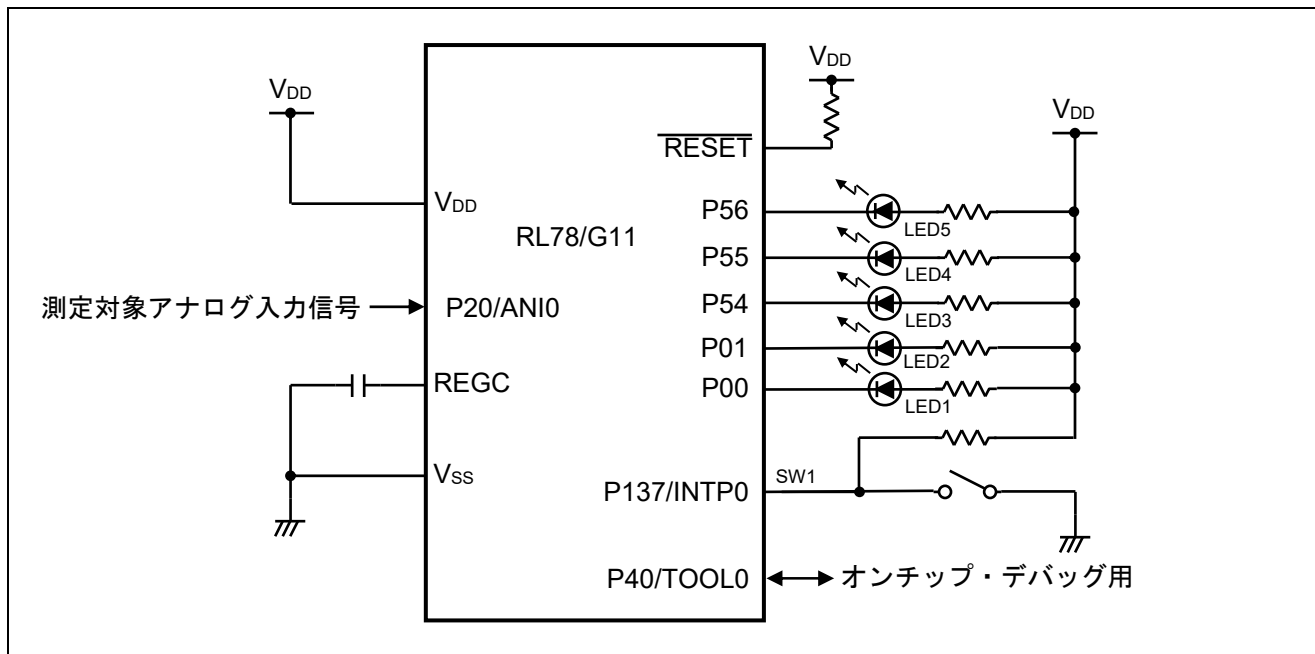 VDD
VDD
VDD
RESET
VDD
P56
LED5
RL78/G11
P55
LED4
測定対象アナログ入力信号
P20/ANI0
P54
LED3
P01
LED2
REGC
P00
LED1
VSS
P137/INTP0
SW1
P40/TOOL0
オンチップ・デバッグ用